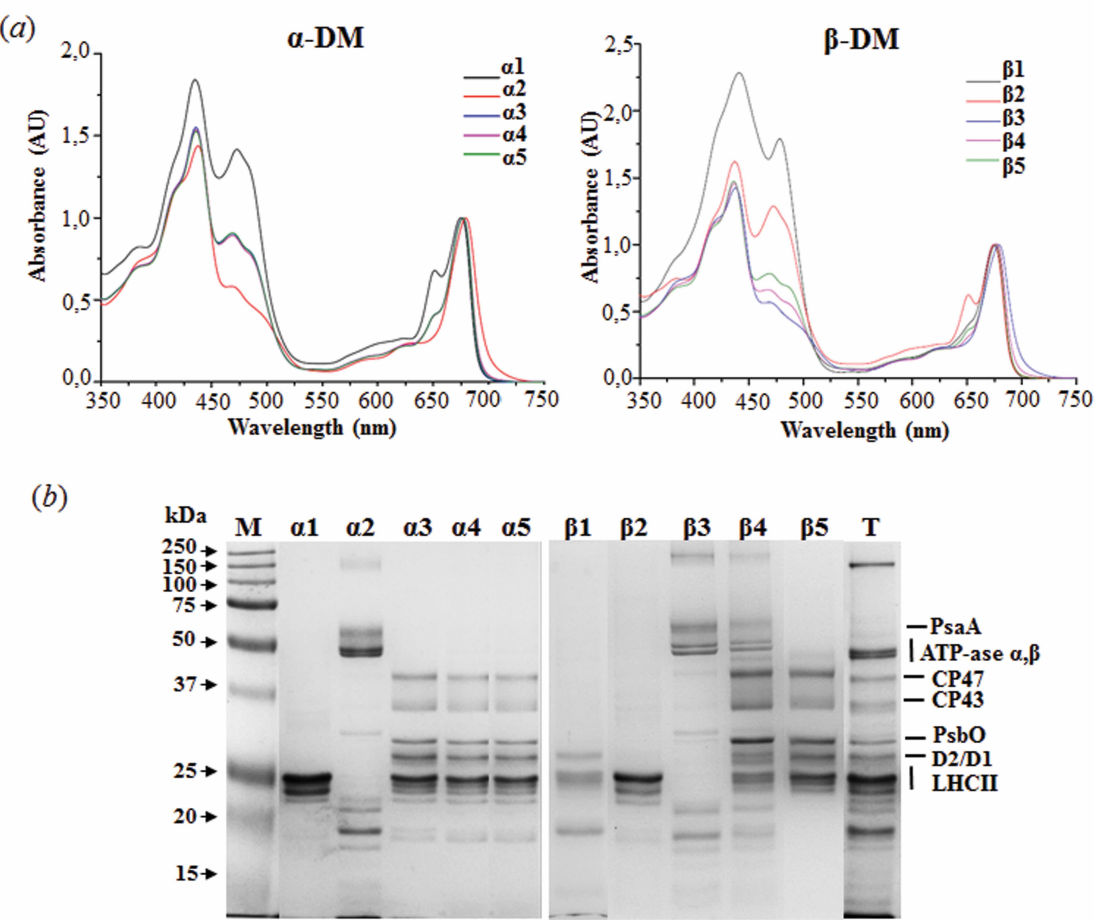 (a)
α-DM
2,0
1,5
1,0
0,5
0,0
350 400 450 500 550 600 650 700 750
Absorbance (AU)
Wavelength (nm)
α1
α2
α3
α4
α5
β-DM
2,5
2,0
1,5
1,0
0,5
0,0
350 400 450 500 550 600 650 700 750
Absorbance (AU)
Wavelength (nm)
β1
β2
β3
β4
β5
(b)
kDa
M α1 α2 α3 α4 α5 β1 β2 β3 β4 β5 T
250
150
100
75
50
37
25
20
15
PsaA
ATP-ase α,β
CP47
CP43
PsbO
D2/D1
LHCII